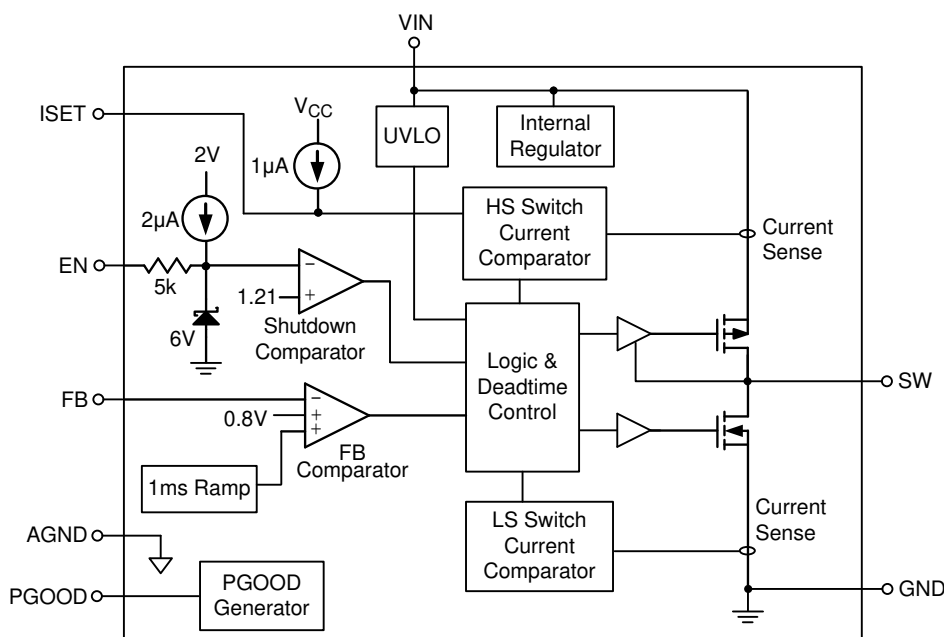 VIN
ISET
VCC
1µA
UVLO
Internal
Regulator
2V
2µA
HS Switch
Current
Comparator
Current
Sense
EN
5k
1.21
−
+
6V
Shutdown
Comparator
Logic &
Deadtime
Control
SW
FB
0.8V
−
+
+
FB
Comparator
1ms Ramp
LS Switch
Current
Comparator
Current
Sense
AGND
PGOOD
PGOOD
Generator
GND